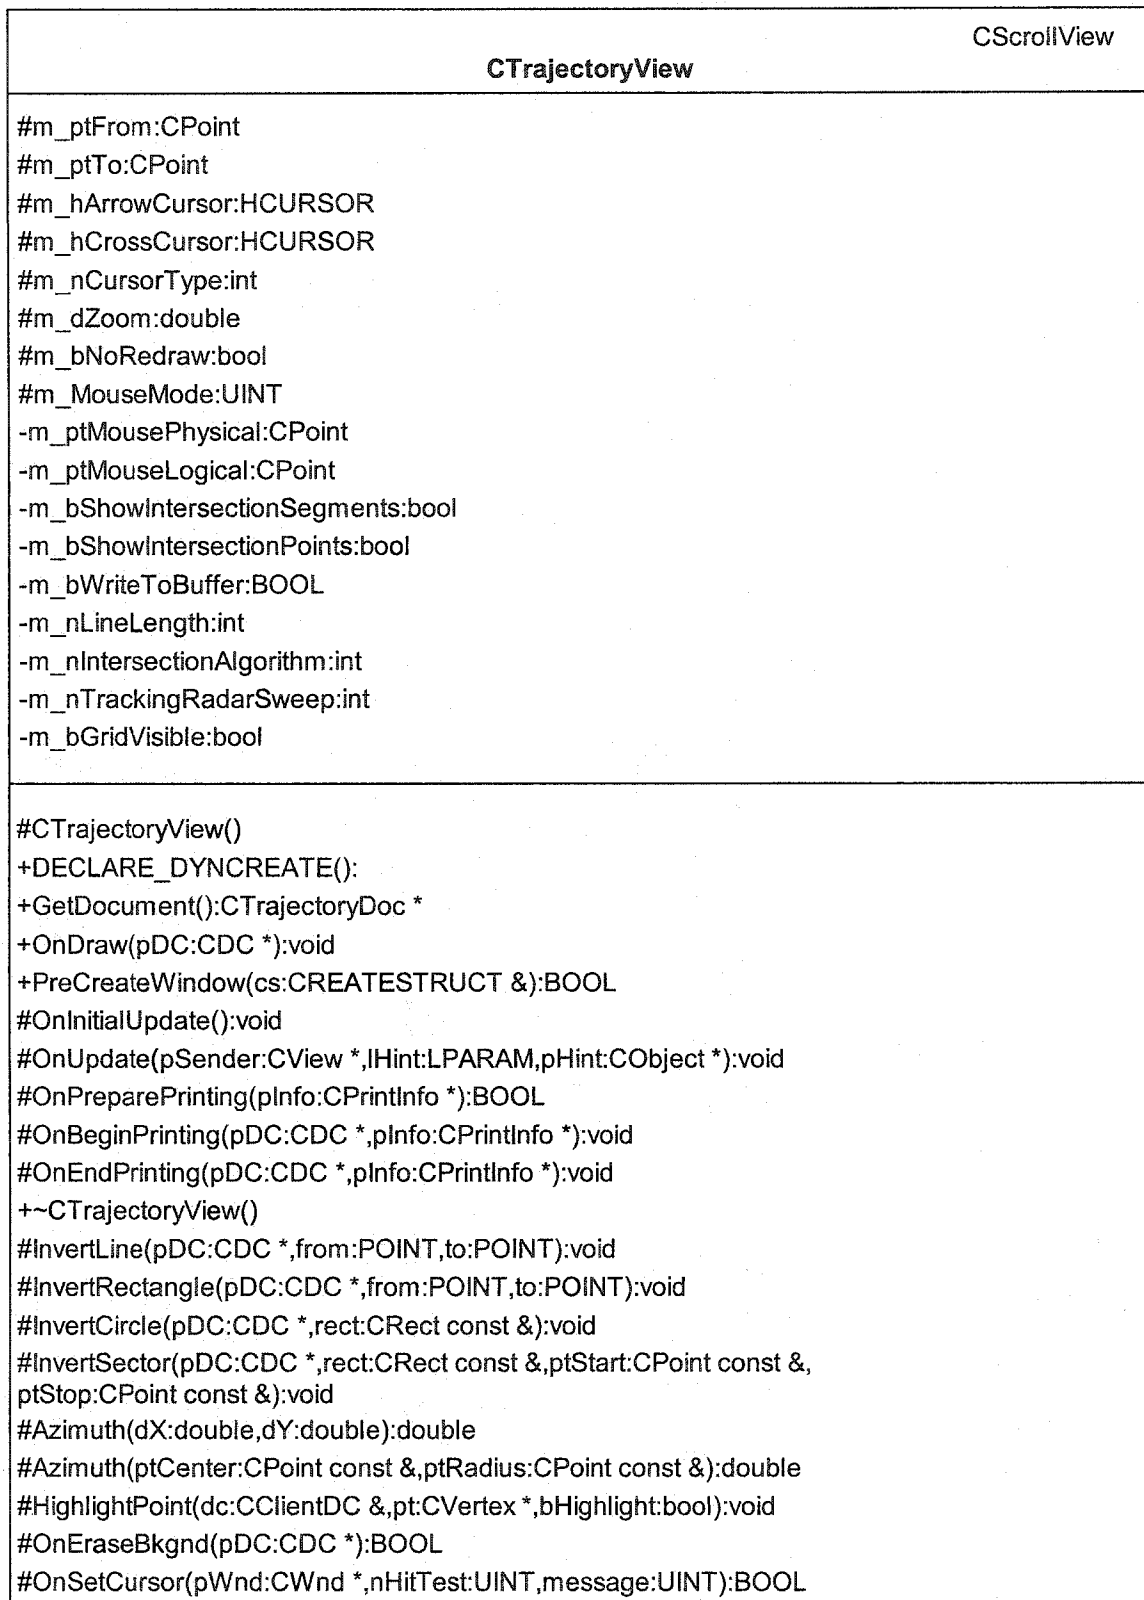 CScrollView
CTrajectoryView
#m_ptFrom:CPoint
#m_ptTo:CPoint
#m_hArrowCursor:HCURSOR
#m_hCrossCursor:HCURSOR
#m_nCursorType:int
#m_dZoom:double
#m_bNoRedraw:bool
#m_MouseMode:UINT
-m_ptMousePhysical:CPoint
-m_ptMouseLogical:CPoint
-m_bShowIntersectionSegments:bool
-m_bShowIntersectionPoints:bool
-m_bWriteToBuffer:BOOL
-m_nLineLength:int
-m_nIntersectionAlgorithm:int
-m_nTrackingRadarSweep:int
-m_bGridVisible:bool
#CTrajectoryView()
+DECLARE_DYNCREATE():
+GetDocument():CTrajectoryDoc *
+OnDraw(pDC:CDC *):void
+PreCreateWindow(cs:CREATESTRUCT &):BOOL
#OnInitialUpdate():void
#OnUpdate(pSender:CView *,lHint:LPARAM,pHint:CObject *):void
#OnPreparePrinting(pInfo:CPrintInfo *):BOOL
#OnBeginPrinting(pDC:CDC *,pInfo:CPrintInfo *):void
#OnEndPrinting(pDC:CDC *,pInfo:CPrintInfo *):void
+~CTrajectoryView()
#InvertLine(pDC:CDC *,from:POINT,to:POINT):void
#InvertRectangle(pDC:CDC *,from:POINT,to:POINT):void
#InvertCircle(pDC:CDC *,rect:CRect const &):void
#InvertSector(pDC:CDC *,rect:CRect const &,ptStart:CPoint const &,
ptStop:CPoint const &):void
#Azimuth(dX:double,dY:double):double
#Azimuth(ptCenter:CPoint const &,ptRadius:CPoint const &):double
#HighlightPoint(dc:CClientDC &,pt:CVertex *,bHighlight:bool):void
#OnEraseBkgnd(pDC:CDC *):BOOL
#OnSetCursor(pWnd:CWnd *,nHitTest:UINT,message:UINT):BOOL